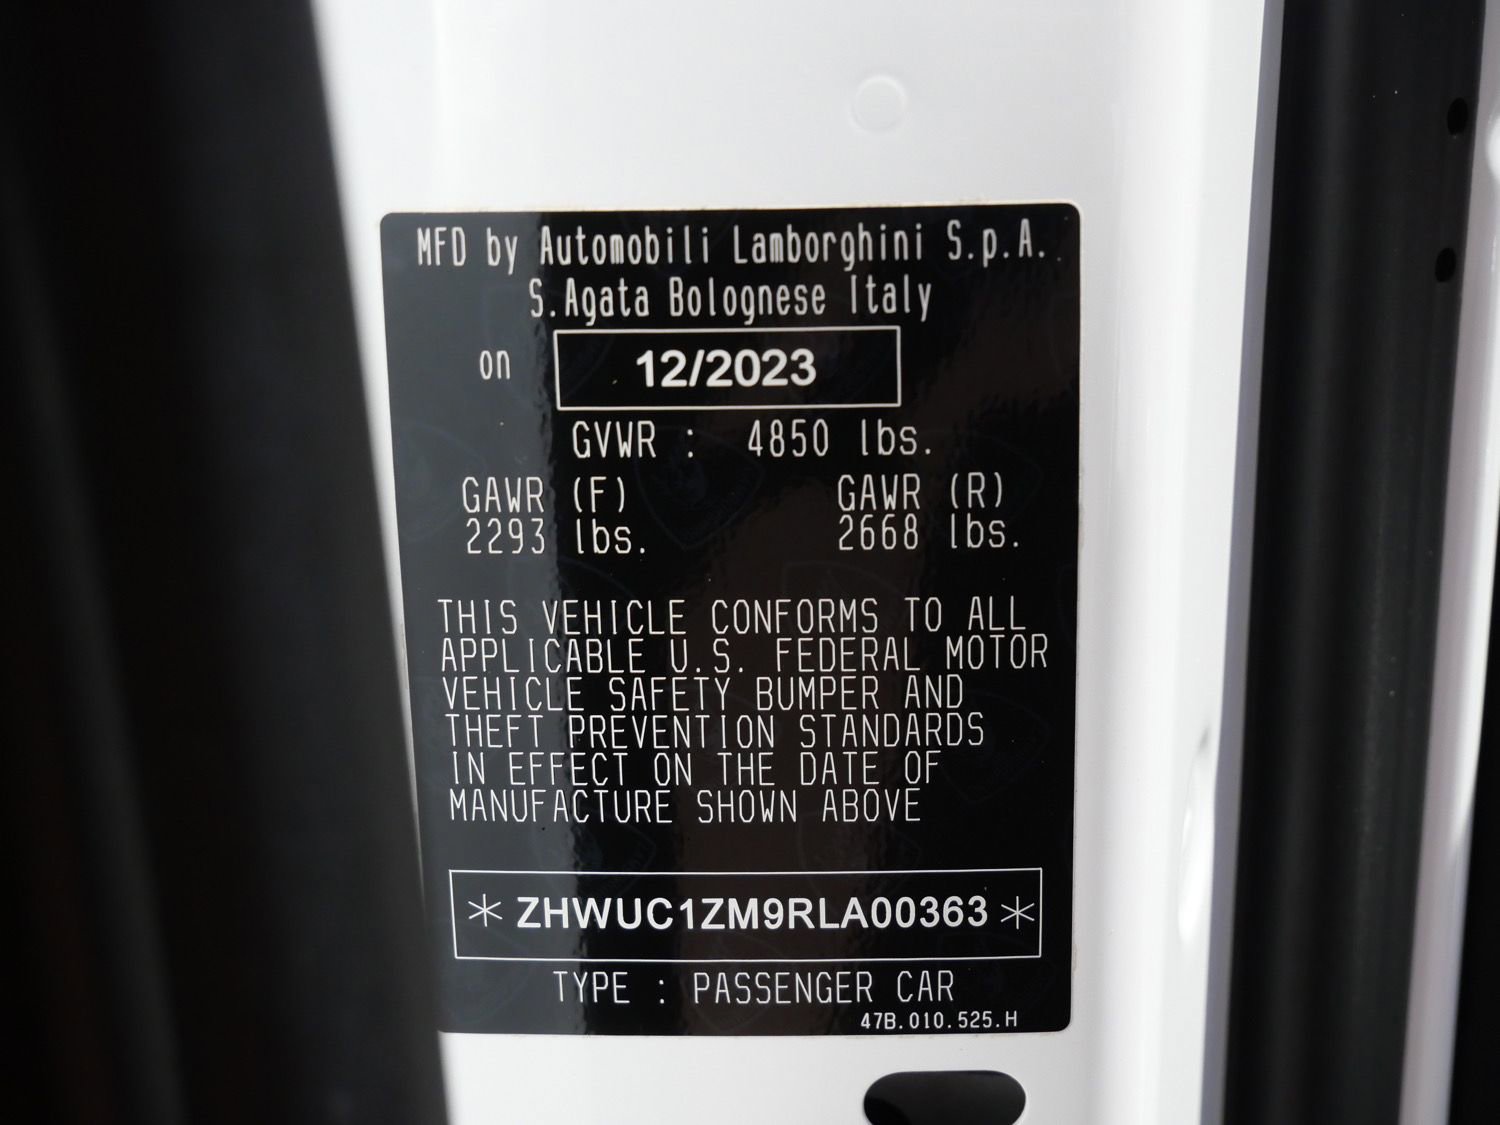 MFD by Automobili Lamborghini S.p.A.
S.Agata Bolognese Italy
on 12/2023
GVWR : 4850 lbs.
GAWR (F) GAWR (R)
2293 lbs. 2668 lbs.
THIS VEHICLE CONFORMS TO ALL
APPLICABLE U.S. FEDERAL MOTOR
VEHICLE SAFETY BUMPER AND
THEFT PREVENTION STANDARDS
IN EFFECT ON THE DATE OF
MANUFACTURE SHOWN ABOVE
* ZHWUC1ZM9RLA00363 *
TYPE : PASSENGER CAR
47B.010.525.H